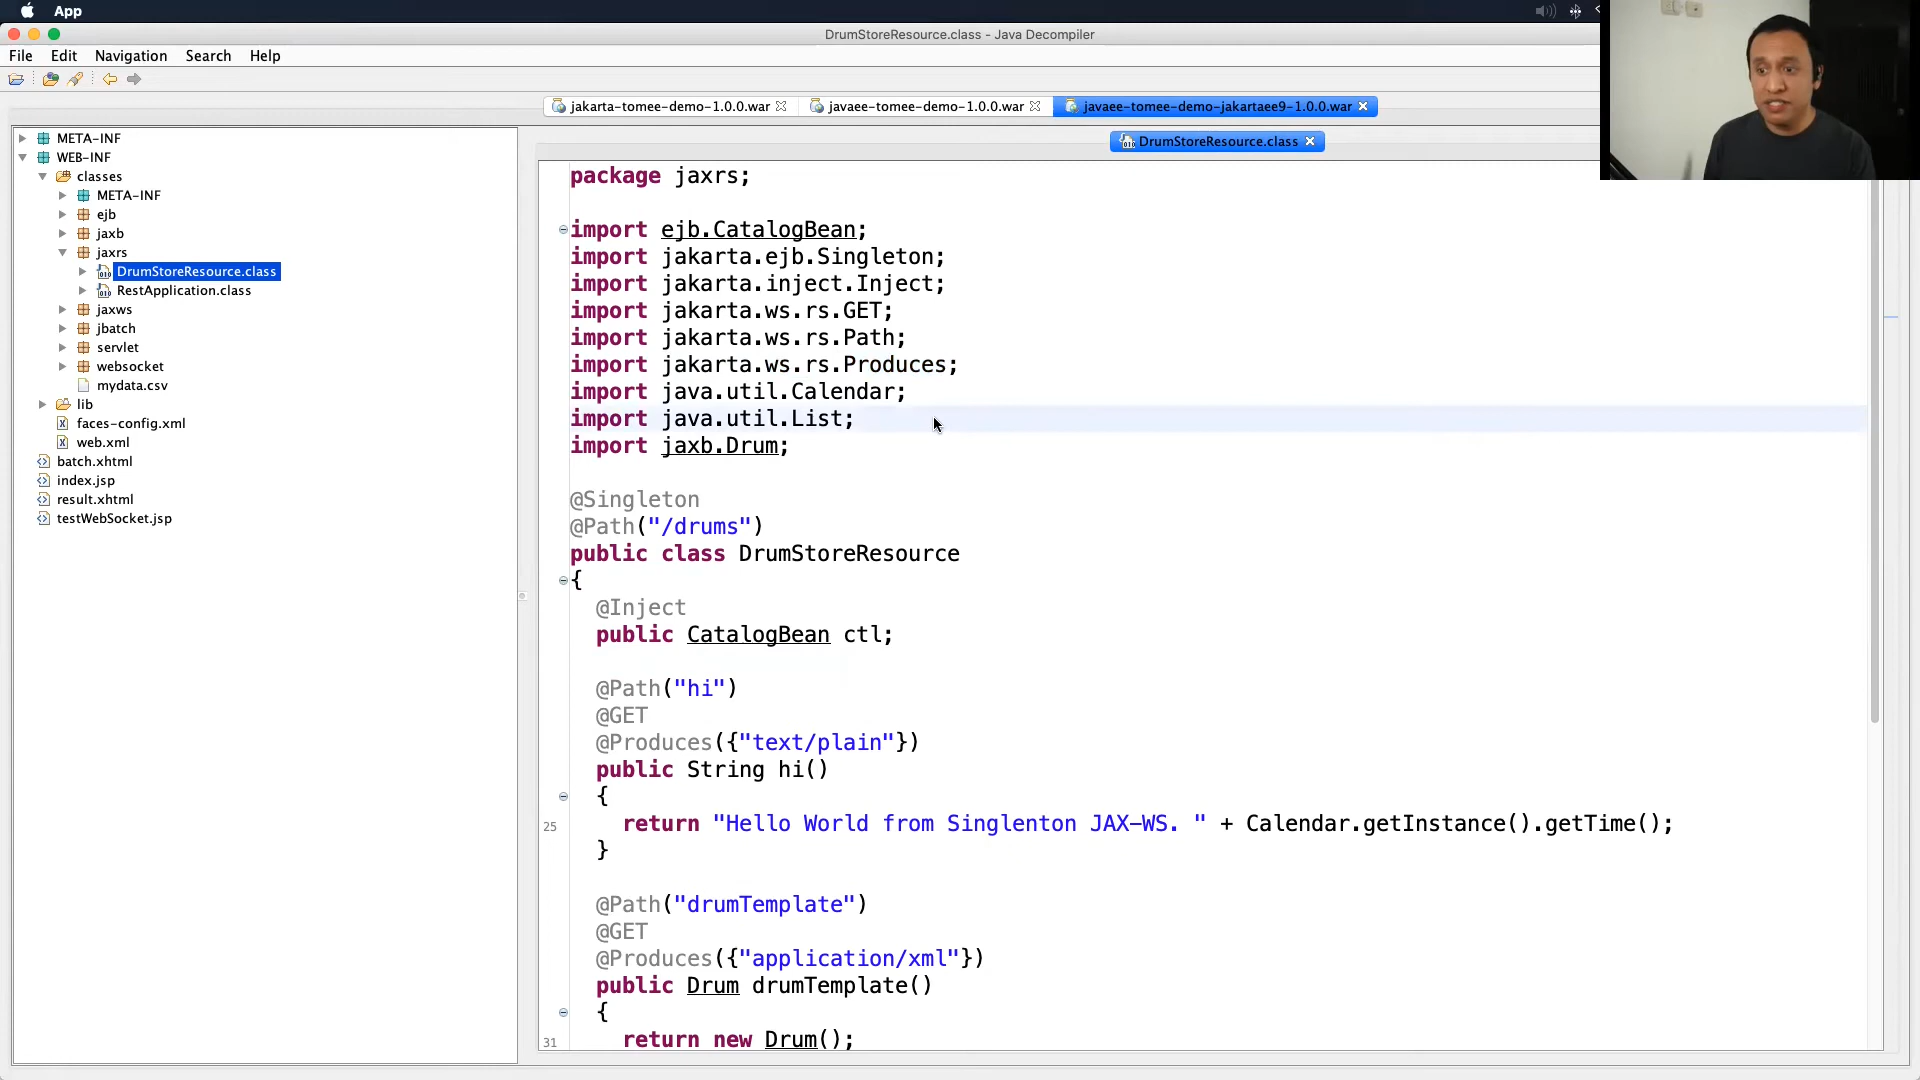 App
DrumStoreResource.class - Java Decompiler
File Edit Navigation Search Help
jakarta-tomee-demo-1.0.0.war
javaee-tomee-demo-1.0.0.war
javaee-tomee-demo-jakartaee9-1.0.0.war
DrumStoreResource.class
META-INF
WEB-INF
classes
META-INF
ejb
jaxb
jaxrs
DrumStoreResource.class
RestApplication.class
jaxws
jbatch
servlet
websocket
mydata.csv
lib
faces-config.xml
web.xml
batch.xhtml
index.jsp
result.xhtml
testWebSocket.jsp
package jaxrs;
import ejb.CatalogBean;
import jakarta.ejb.Singleton;
import jakarta.inject.Inject;
import jakarta.ws.rs.GET;
import jakarta.ws.rs.Path;
import jakarta.ws.rs.Produces;
import java.util.Calendar;
import java.util.List;
import jaxb.Drum;
@Singleton
@Path("/drums")
public class DrumStoreResource
{
@Inject
public CatalogBean ctl;
@Path("hi")
@GET
@Produces({"text/plain"})
public String hi()
{
25 return "Hello World from Singlenton JAX-WS. " + Calendar.getInstance().getTime();
}
@Path("drumTemplate")
@GET
@Produces({"application/xml"})
public Drum drumTemplate()
{
31 return new Drum();